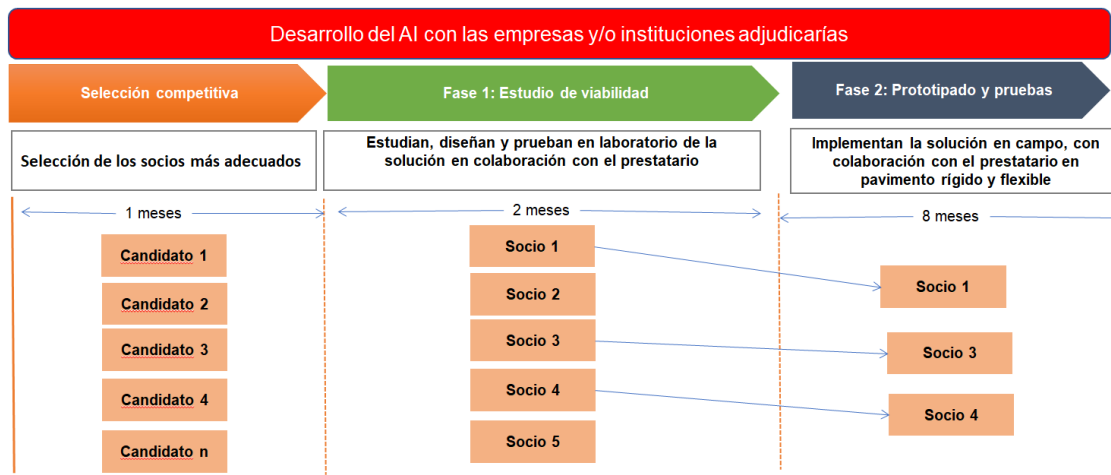 Desarrollo del AI con las empresas y/o instituciones adjudicarías
Selección competitiva
Fase 1: Estudio de viabilidad
Fase 2: Prototipado y pruebas
Selección de los socios más adecuados
Estudian, diseñan y prueban en laboratorio de la
solución en colaboración con el prestatario
Implementan la solución en campo, con
colaboración con el prestatario en
pavimento rígido y flexible
1 meses
2 meses
8 meses
Candidato 1
Candidato 2
Candidato 3
Candidato 4
Candidato n
Socio 1
Socio 2
Socio 3
Socio 4
Socio 5
Socio 1
Socio 3
Socio 4